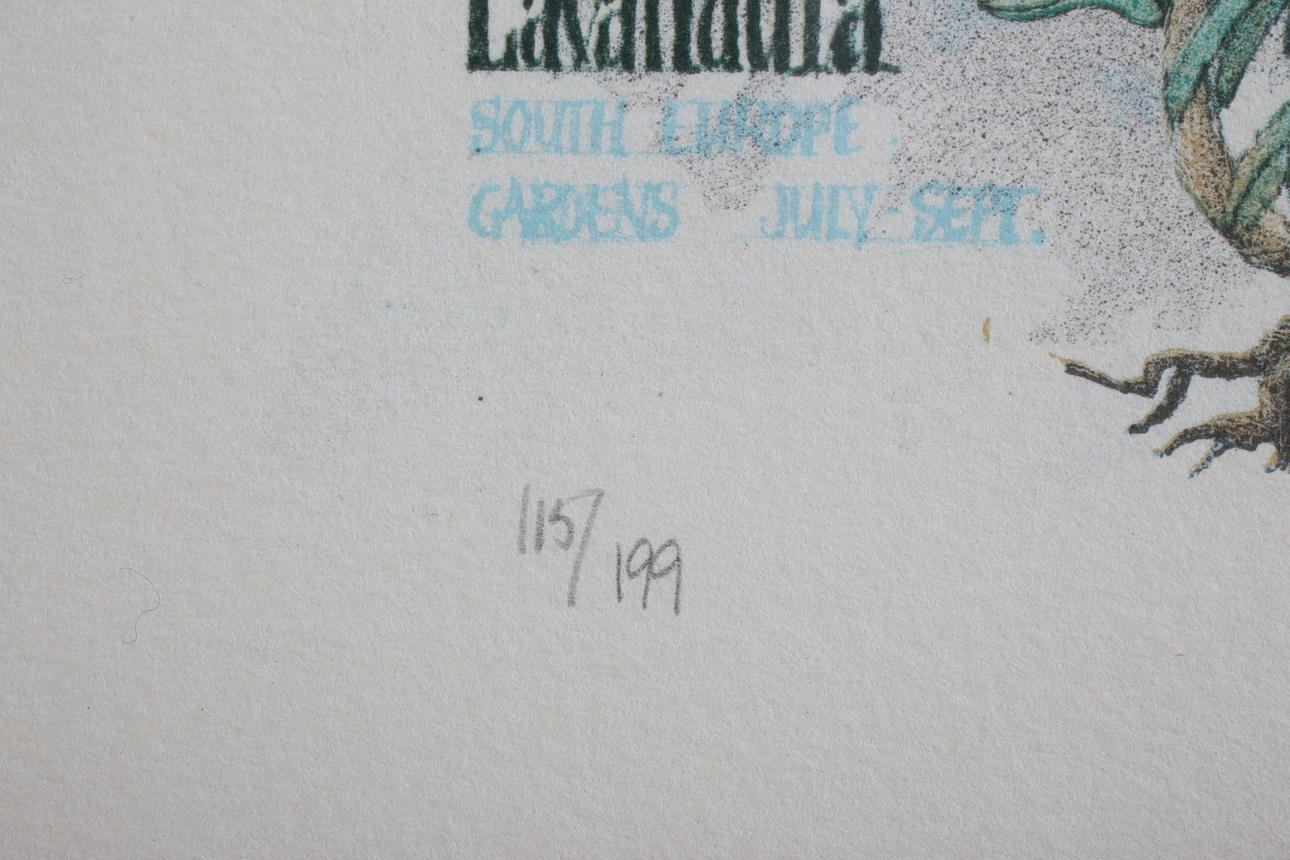 Lavandula
SOUTH EUROPE.
GARDENS JULY-SEPT.
115/199